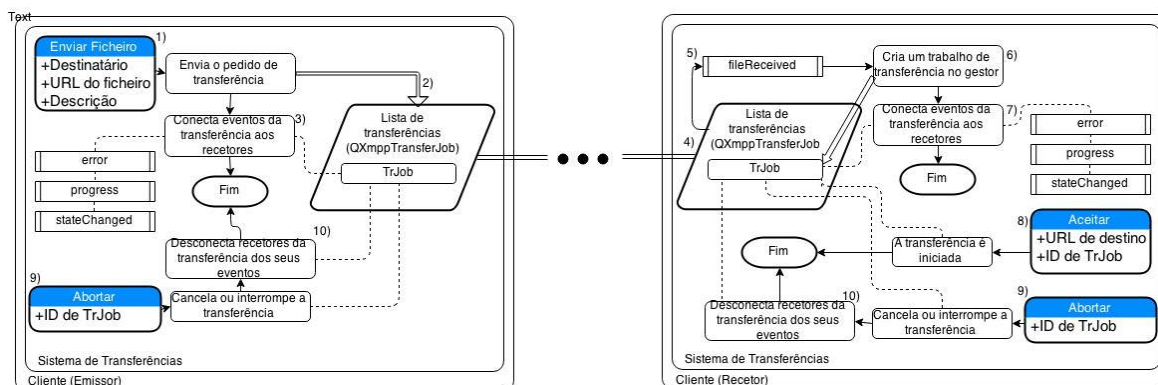 Text
Enviar Ficheiro
+Destinatário
+URL do ficheiro
+Descrição
1)
Envia o pedido de
transferência
2)
Conecta eventos da
transferência aos
recetores
3)
error
progress
stateChanged
Fim
Lista de
transferências
(QXmppTransferJob)
TrJob
Desconecta recetores da
transferência dos seus
eventos
10)
9)
Abortar
+ID de TrJob
Cancela ou interrompe a
transferência
Sistema de Transferências
Cliente (Emissor)
5)
fileReceived
Cria um trabalho de
transferência no gestor
6)
4)
Lista de
transferências
(QXmppTransferJob
TrJob
Conecta eventos da
transferência aos
recetores
7)
error
progress
stateChanged
Fim
8)
Aceitar
+URL de destino
+ID de TrJob
A transferência é
iniciada
Fim
9)
Abortar
+ID de TrJob
Cancela ou interrompe a
transferência
10)
Desconecta recetores da
transferência dos seus
eventos
Sistema de Transferências
Cliente (Recetor)